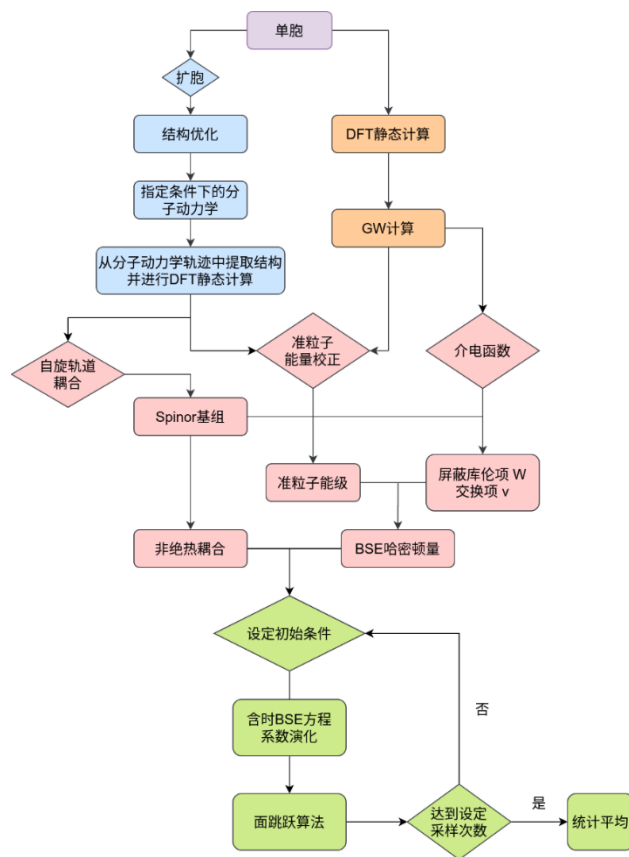 单胞
扩胞
结构优化
DFT静态计算
指定条件下的分
子动力学
GW计算
从分子动力学轨迹中提取结构
并进行DFT静态计算
自旋轨道
耦合
准粒子
能量校正
介电函数
Spinor基组
准粒子能级
屏蔽库伦项 W
交换项 v
非绝热耦合
BSE哈密顿量
设定初始条件
否
含时BSE方程
系数演化
面跳跃算法
达到设定
采样次数
是
统计平均